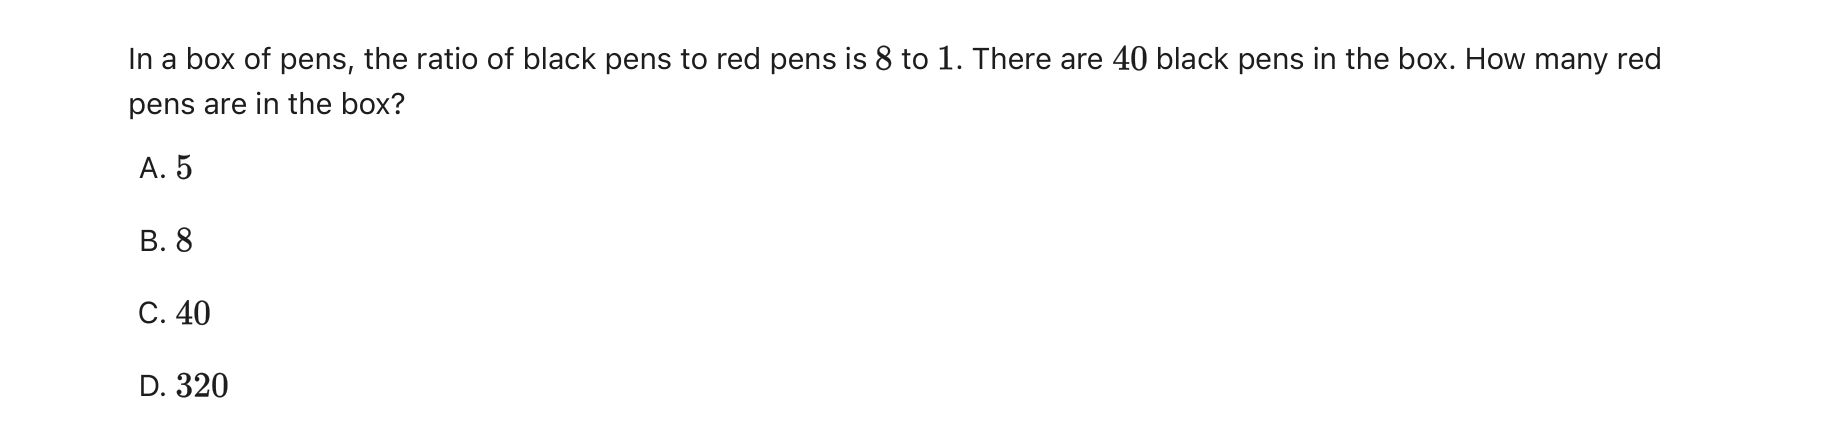 In a box of pens, the ratio of black pens to red pens is 8 to 1. There are 40 black pens in the box. How many red
pens are in the box?
A. 5
B. 8
C. 40
D. 320